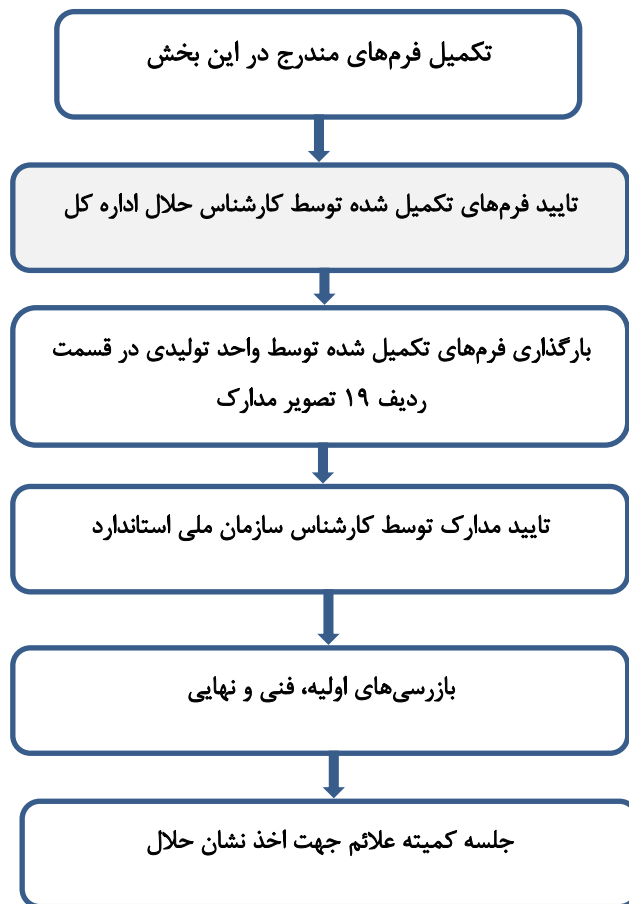 تکمیل فرم‌های مندرج در این بخش
تایید فرم‌های تکمیل شده توسط کارشناس حلال اداره کل
بارگذاری فرم‌های تکمیل شده توسط واحد تولیدی در قسمت
ردیف ۱۹ تصویر مدارک
تایید مدارک توسط کارشناس سازمان ملی استاندارد
بازرسی‌های اولیه، فنی و نهایی
جلسه کمیته علائم جهت اخذ نشان حلال